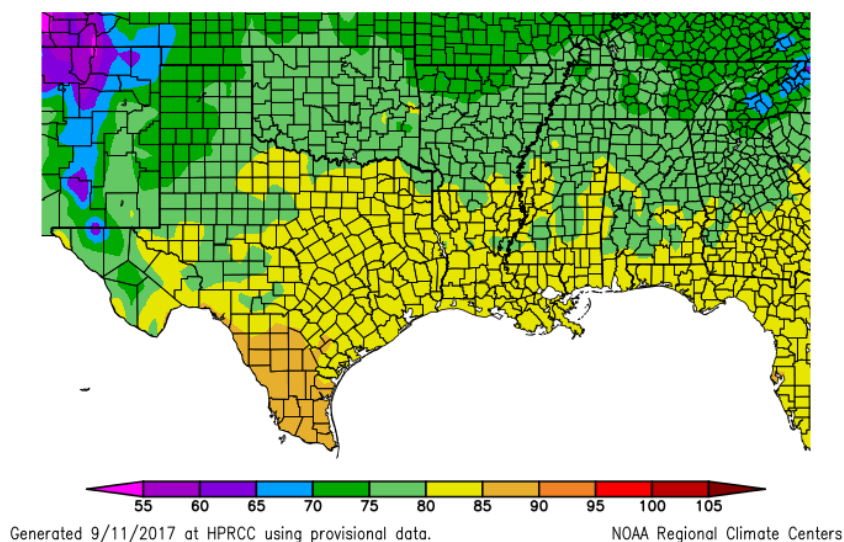 55 60 65 70 75 80 85 90 95 100 105
Generated 9/11/2017 at HPRCC using provisional data. NOAA Regional Climate Centers